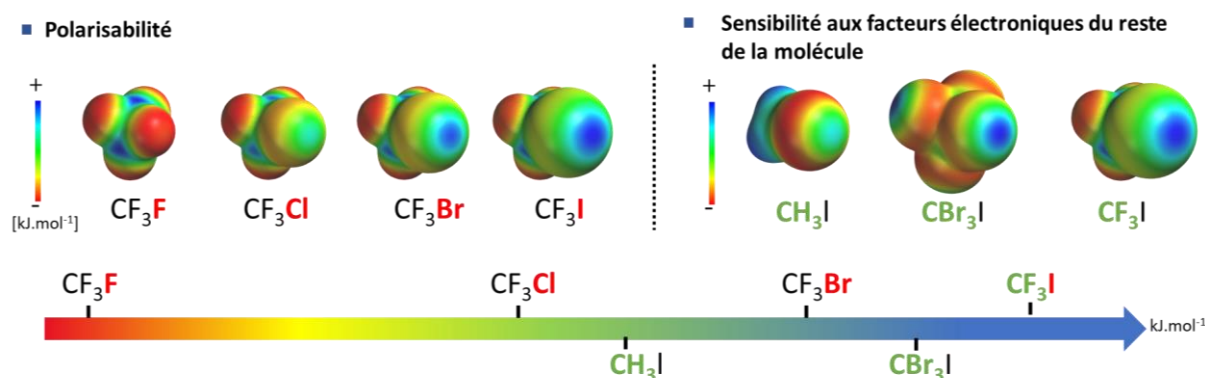 ■ Polarisabilité
■ Sensibilité aux facteurs électroniques du reste
de la molécule
+
-
[kJ.mol⁻¹]
CF₃F
CF₃Cl
CF₃Br
CF₃I
+
-
CH₃I
CBr₃I
CF₃I
CF₃F
CF₃Cl
CF₃Br
CF₃I
kJ.mol⁻¹
CH₃I
CBr₃I